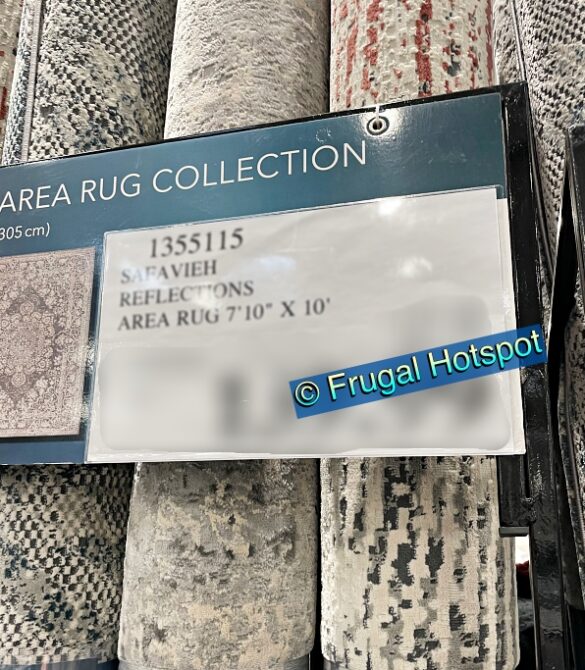 AREA RUG COLLECTION
305 cm)
1355115
SAFAVIEH
REFLECTIONS
AREA RUG 7'10" X 10'
© Frugal Hotspot